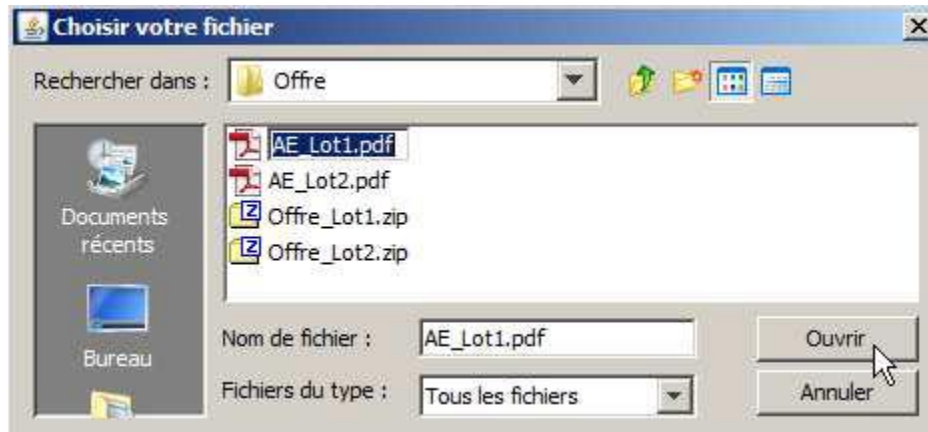 Choisir votre fichier
Rechercher dans :
Offre
AE_Lot1.pdf
AE_Lot2.pdf
Offre_Lot1.zip
Offre_Lot2.zip
Documents
récents
Bureau
Nom de fichier :
AE_Lot1.pdf
Ouvrir
Fichiers du type :
Tous les fichiers
Annuler